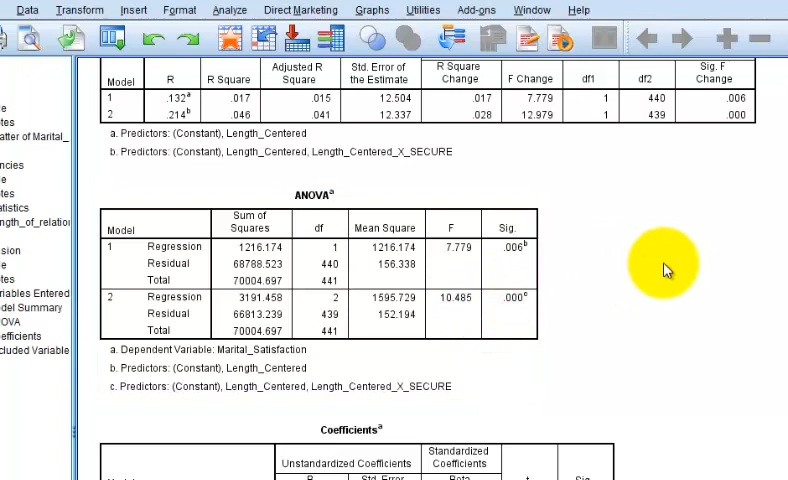 Data Transform Insert Format Analyze Direct Marketing Graphs Utilities Add-ons Window Help
Model R R Square Adjusted R Square Std. Error of the Estimate R Square Change F Change df1 df2 Sig. F Change
1 .132a .017 .015 12.504 .017 7.779 1 440 .006
2 .214b .046 .041 12.337 .028 12.979 1 439 .000
a. Predictors: (Constant), Length_Centered
b. Predictors: (Constant), Length_Centered, Length_Centered_X_SECURE
ANOVAa
Model Sum of Squares df Mean Square F Sig.
1 Regression 1216.174 1 1216.174 7.779 .006b
Residual 68788.523 440 156.338
Total 70004.697 441
2 Regression 3191.458 2 1595.729 10.485 .000c
Residual 66813.239 439 152.194
Total 70004.697 441
a. Dependent Variable: Marital_Satisfaction
b. Predictors: (Constant), Length_Centered
c. Predictors: (Constant), Length_Centered, Length_Centered_X_SECURE
Coefficientsa
Unstandardized Coefficients Standardized Coefficients
e
tes
atter of Marital_
encies
e
tes
atistics
ngth_of_relation
sion
e
tes
riables Entered
del Summary
OVA
efficients
cluded Variable